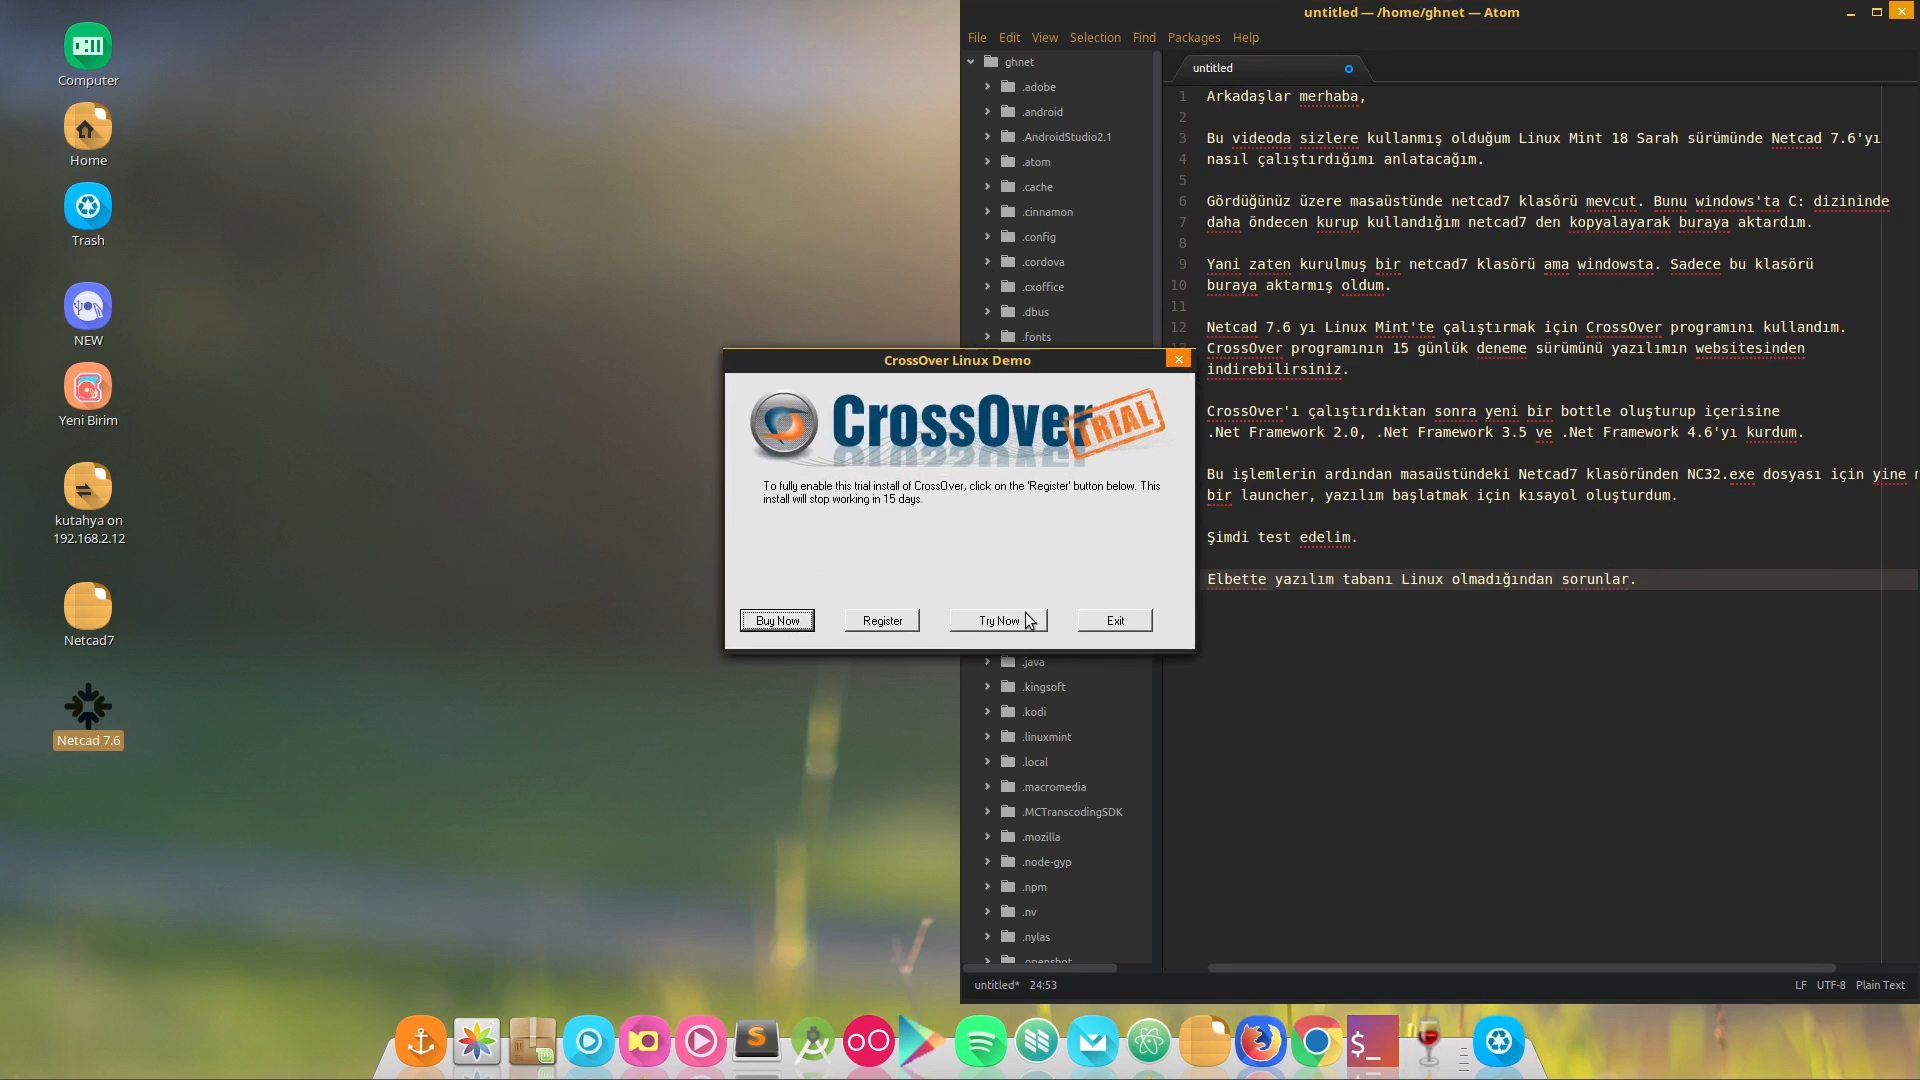 Computer
Home
Trash
NEW
Yeni Birim
kutahya on
192.168.2.12
Netcad7
Netcad 7.6
untitled — /home/ghnet — Atom
File Edit View Selection Find Packages Help
ghnet
.adobe
.android
.AndroidStudio2.1
.atom
.cache
.cinnamon
.config
.cordova
.cxoffice
.dbus
.fonts
.java
.kingsoft
.kodi
.linuxmint
.local
.macromedia
.MCTranscodingSDK
.mozilla
.node-gyp
.npm
.nv
.nylas
.openshot
untitled
1 Arkadaşlar merhaba,
2
3 Bu videoda sizlere kullanmış olduğum Linux Mint 18 Sarah sürümünde Netcad 7.6'yı
4 nasıl çalıştırdığımı anlatacağım.
5
6 Gördüğünüz üzere masaüstünde netcad7 klasörü mevcut. Bunu windows'ta C: dizininde
7 daha öndecen kurup kullandığım netcad7 den kopyalayarak buraya aktardım.
8
9 Yani zaten kurulmuş bir netcad7 klasörü ama windowsta. Sadece bu klasörü
10 buraya aktarmış oldum.
11
12 Netcad 7.6 yı Linux Mint'te çalıştırmak için CrossOver programını kullandım.
CrossOver programının 15 günlük deneme sürümünü yazılımın websitesinden
indirebilirsiniz.
CrossOver'ı çalıştırdıktan sonra yeni bir bottle oluşturup içerisine
.Net Framework 2.0, .Net Framework 3.5 ve .Net Framework 4.6'yı kurdum.
Bu işlemlerin ardından masaüstündeki Netcad7 klasöründen NC32.exe dosyası için yine
bir launcher, yazılım başlatmak için kısayol oluşturdum.
Şimdi test edelim.
Elbette yazılım tabanı Linux olmadığından sorunlar.
untitled* 24:53
LF UTF-8 Plain Text
CrossOver Linux Demo
CrossOver TRIAL
To fully enable this trial install of CrossOver, click on the 'Register' button below. This
install will stop working in 15 days.
Buy Now Register Try Now Exit